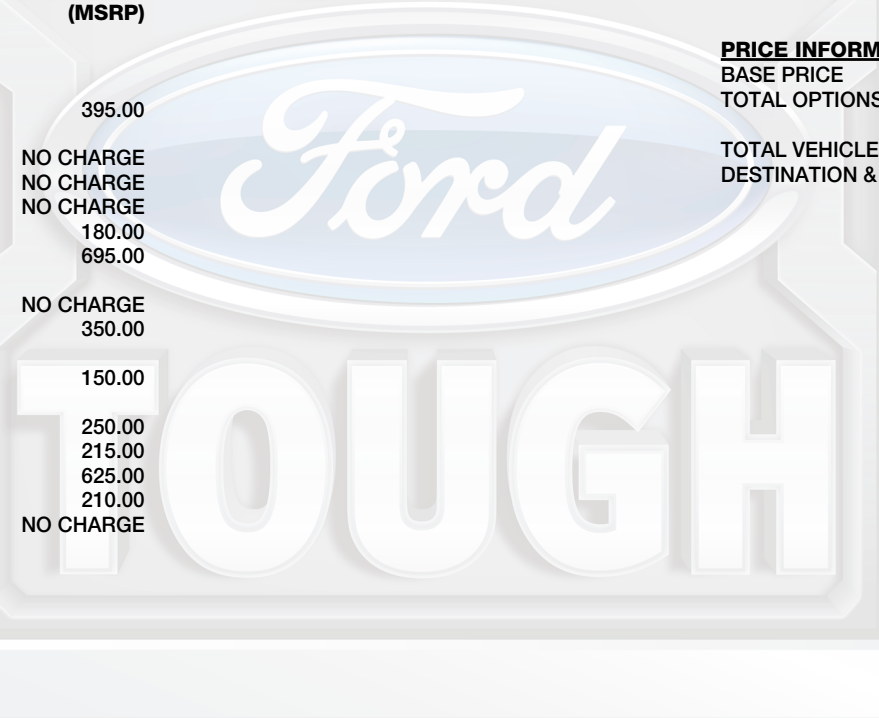 (MSRP)
395.00
NO CHARGE
NO CHARGE
NO CHARGE
180.00
695.00
NO CHARGE
350.00
150.00
250.00
215.00
625.00
210.00
NO CHARGE
PRICE INFORM
BASE PRICE
TOTAL OPTIONS
TOTAL VEHICLE
DESTINATION &
Ford
TOUGH